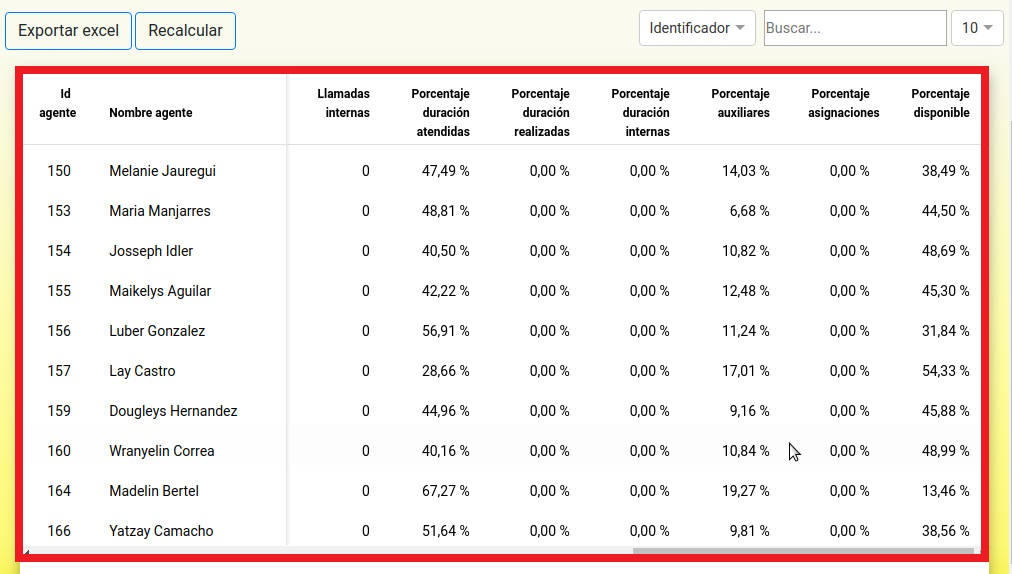 Exportar excel Recalcular Identificador Buscar... 10
Id agente Nombre agente Llamadas internas Porcentaje duración atendidas Porcentaje duración realizadas Porcentaje duración internas Porcentaje auxiliares Porcentaje asignaciones Porcentaje disponible
150 Melanie Jauregui 0 47,49 % 0,00 % 0,00 % 14,03 % 0,00 % 38,49 %
153 Maria Manjarres 0 48,81 % 0,00 % 0,00 % 6,68 % 0,00 % 44,50 %
154 Josseph Idler 0 40,50 % 0,00 % 0,00 % 10,82 % 0,00 % 48,69 %
155 Maikelys Aguilar 0 42,22 % 0,00 % 0,00 % 12,48 % 0,00 % 45,30 %
156 Luber Gonzalez 0 56,91 % 0,00 % 0,00 % 11,24 % 0,00 % 31,84 %
157 Lay Castro 0 28,66 % 0,00 % 0,00 % 17,01 % 0,00 % 54,33 %
159 Dougleys Hernandez 0 44,96 % 0,00 % 0,00 % 9,16 % 0,00 % 45,88 %
160 Wranyelin Correa 0 40,16 % 0,00 % 0,00 % 10,84 % 0,00 % 48,99 %
164 Madelin Bertel 0 67,27 % 0,00 % 0,00 % 19,27 % 0,00 % 13,46 %
166 Yatzay Camacho 0 51,64 % 0,00 % 0,00 % 9,81 % 0,00 % 38,56 %